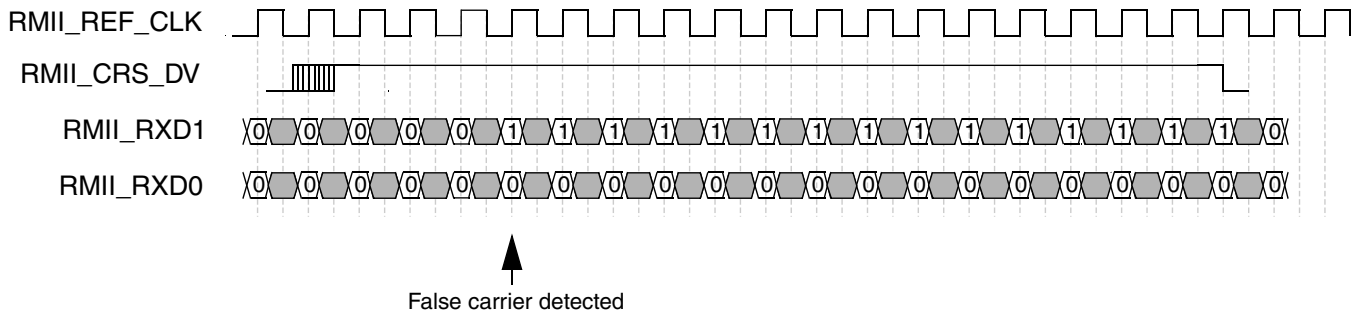 RMII_REF_CLK
RMII_CRS_DV
RMII_RXD1 0 0 0 0 0 1 1 1 1 1 1 1 1 1 1 1 1 1 1 1 0
RMII_RXD0 0 0 0 0 0 0 0 0 0 0 0 0 0 0 0 0 0 0 0 0 0
False carrier detected